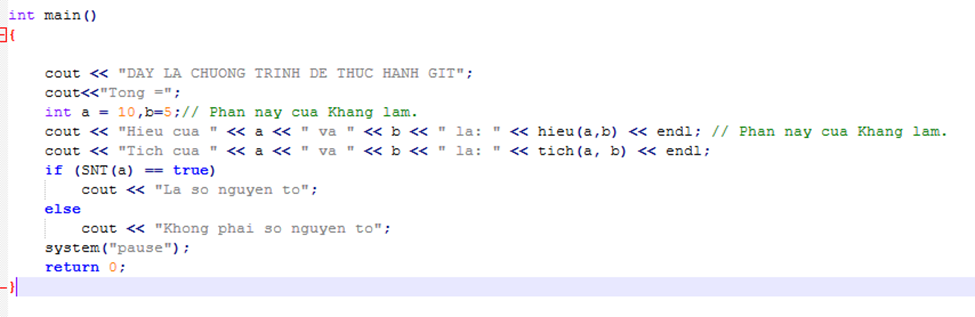 int main()
{
cout << "DAY LA CHUONG TRINH DE THUC HANH GIT";
cout<<"Tong =";
int a = 10,b=5;// Phan nay cua Khang lam.
cout << "Hieu cua " << a << " va " << b << " la: " << hieu(a,b) << endl; // Phan nay cua Khang lam.
cout << "Tich cua " << a << " va " << b << " la: " << tich(a, b) << endl;
if (SNT(a) == true)
cout << "La so nguyen to";
else
cout << "Khong phai so nguyen to";
system("pause");
return 0;
}